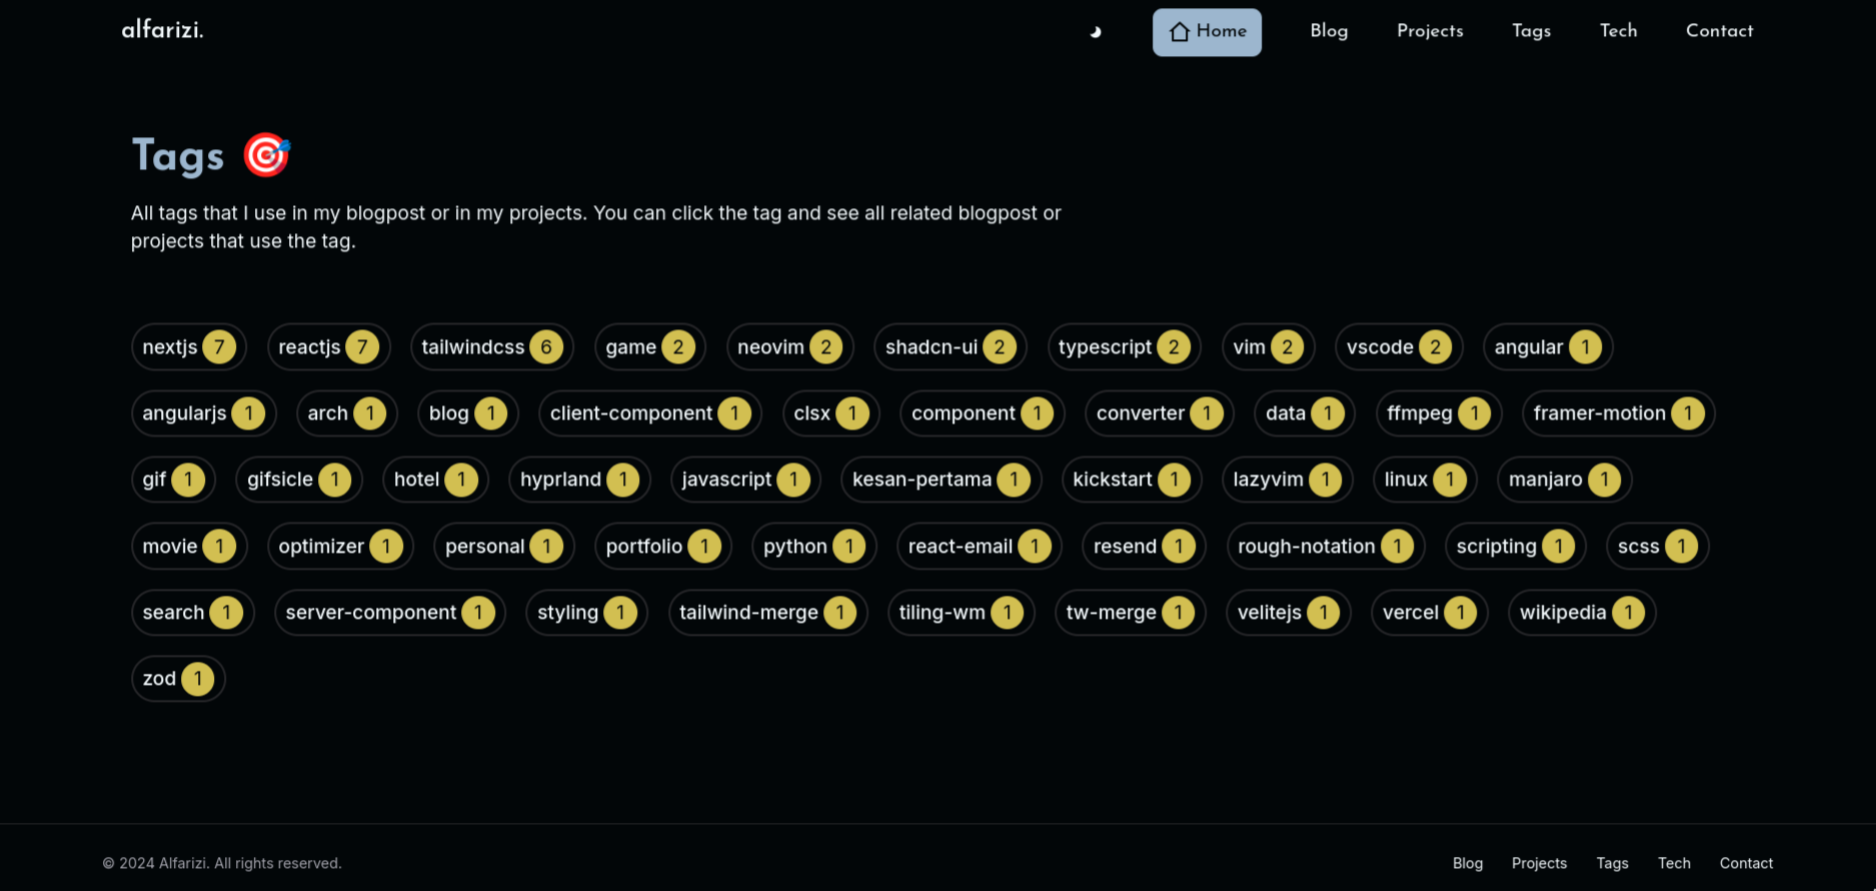 alfarizi. Home Blog Projects Tags Tech Contact
Tags
All tags that I use in my blogpost or in my projects. You can click the tag and see all related blogpost or
projects that use the tag.
nextjs 7 reactjs 7 tailwindcss 6 game 2 neovim 2 shadcn-ui 2 typescript 2 vim 2 vscode 2 angular 1
angularjs 1 arch 1 blog 1 client-component 1 clsx 1 component 1 converter 1 data 1 ffmpeg 1 framer-motion 1
gif 1 gifsicle 1 hotel 1 hyprland 1 javascript 1 kesan-pertama 1 kickstart 1 lazyvim 1 linux 1 manjaro 1
movie 1 optimizer 1 personal 1 portfolio 1 python 1 react-email 1 resend 1 rough-notation 1 scripting 1 scss 1
search 1 server-component 1 styling 1 tailwind-merge 1 tiling-wm 1 tw-merge 1 velitejs 1 vercel 1 wikipedia 1
zod 1
© 2024 Alfarizi. All rights reserved. Blog Projects Tags Tech Contact